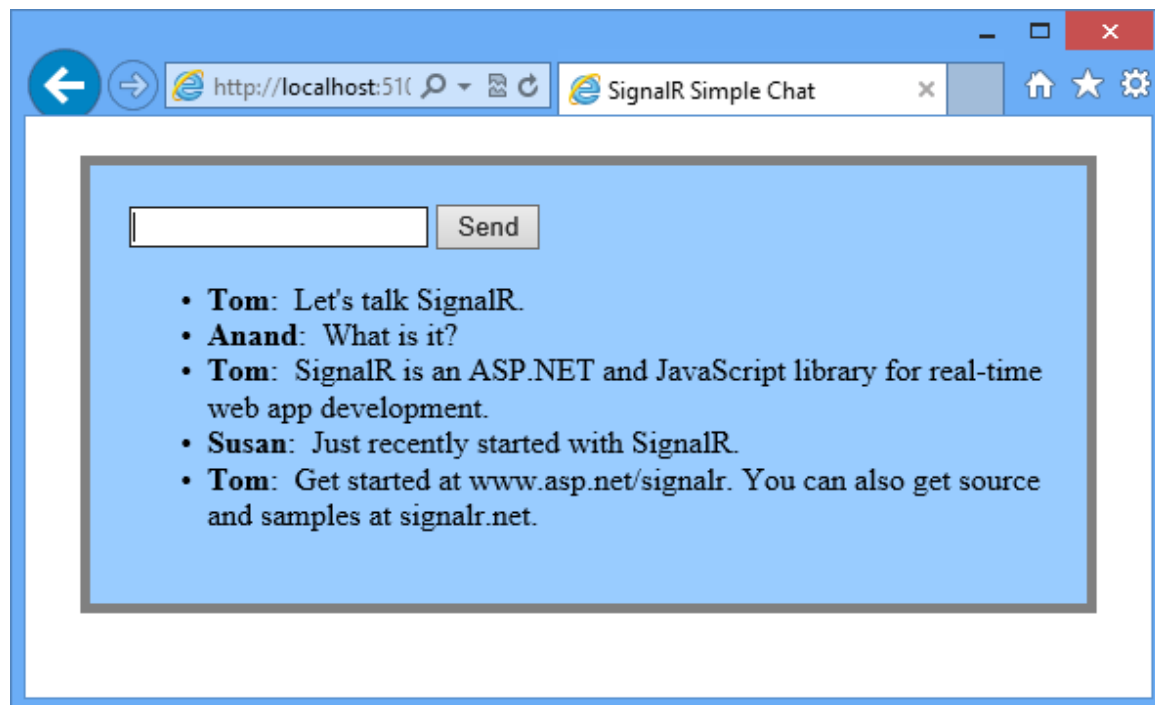 http://localhost:51(
SignalR Simple Chat
Send
• Tom: Let's talk SignalR.
• Anand: What is it?
• Tom: SignalR is an ASP.NET and JavaScript library for real-time
web app development.
• Susan: Just recently started with SignalR.
• Tom: Get started at www.asp.net/signalr. You can also get source
and samples at signalr.net.